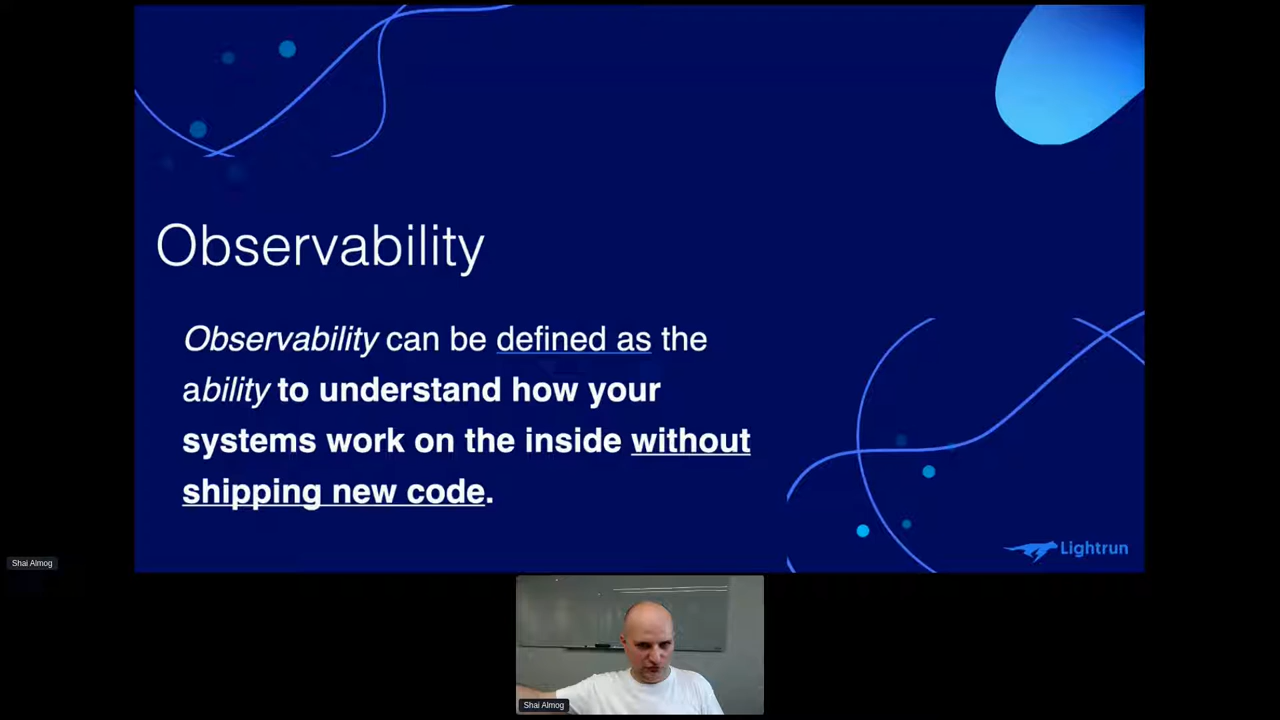 Observability
Observability can be defined as the
ability to understand how your
systems work on the inside without
shipping new code.
Lightrun
Shai Almog
Shai Almog